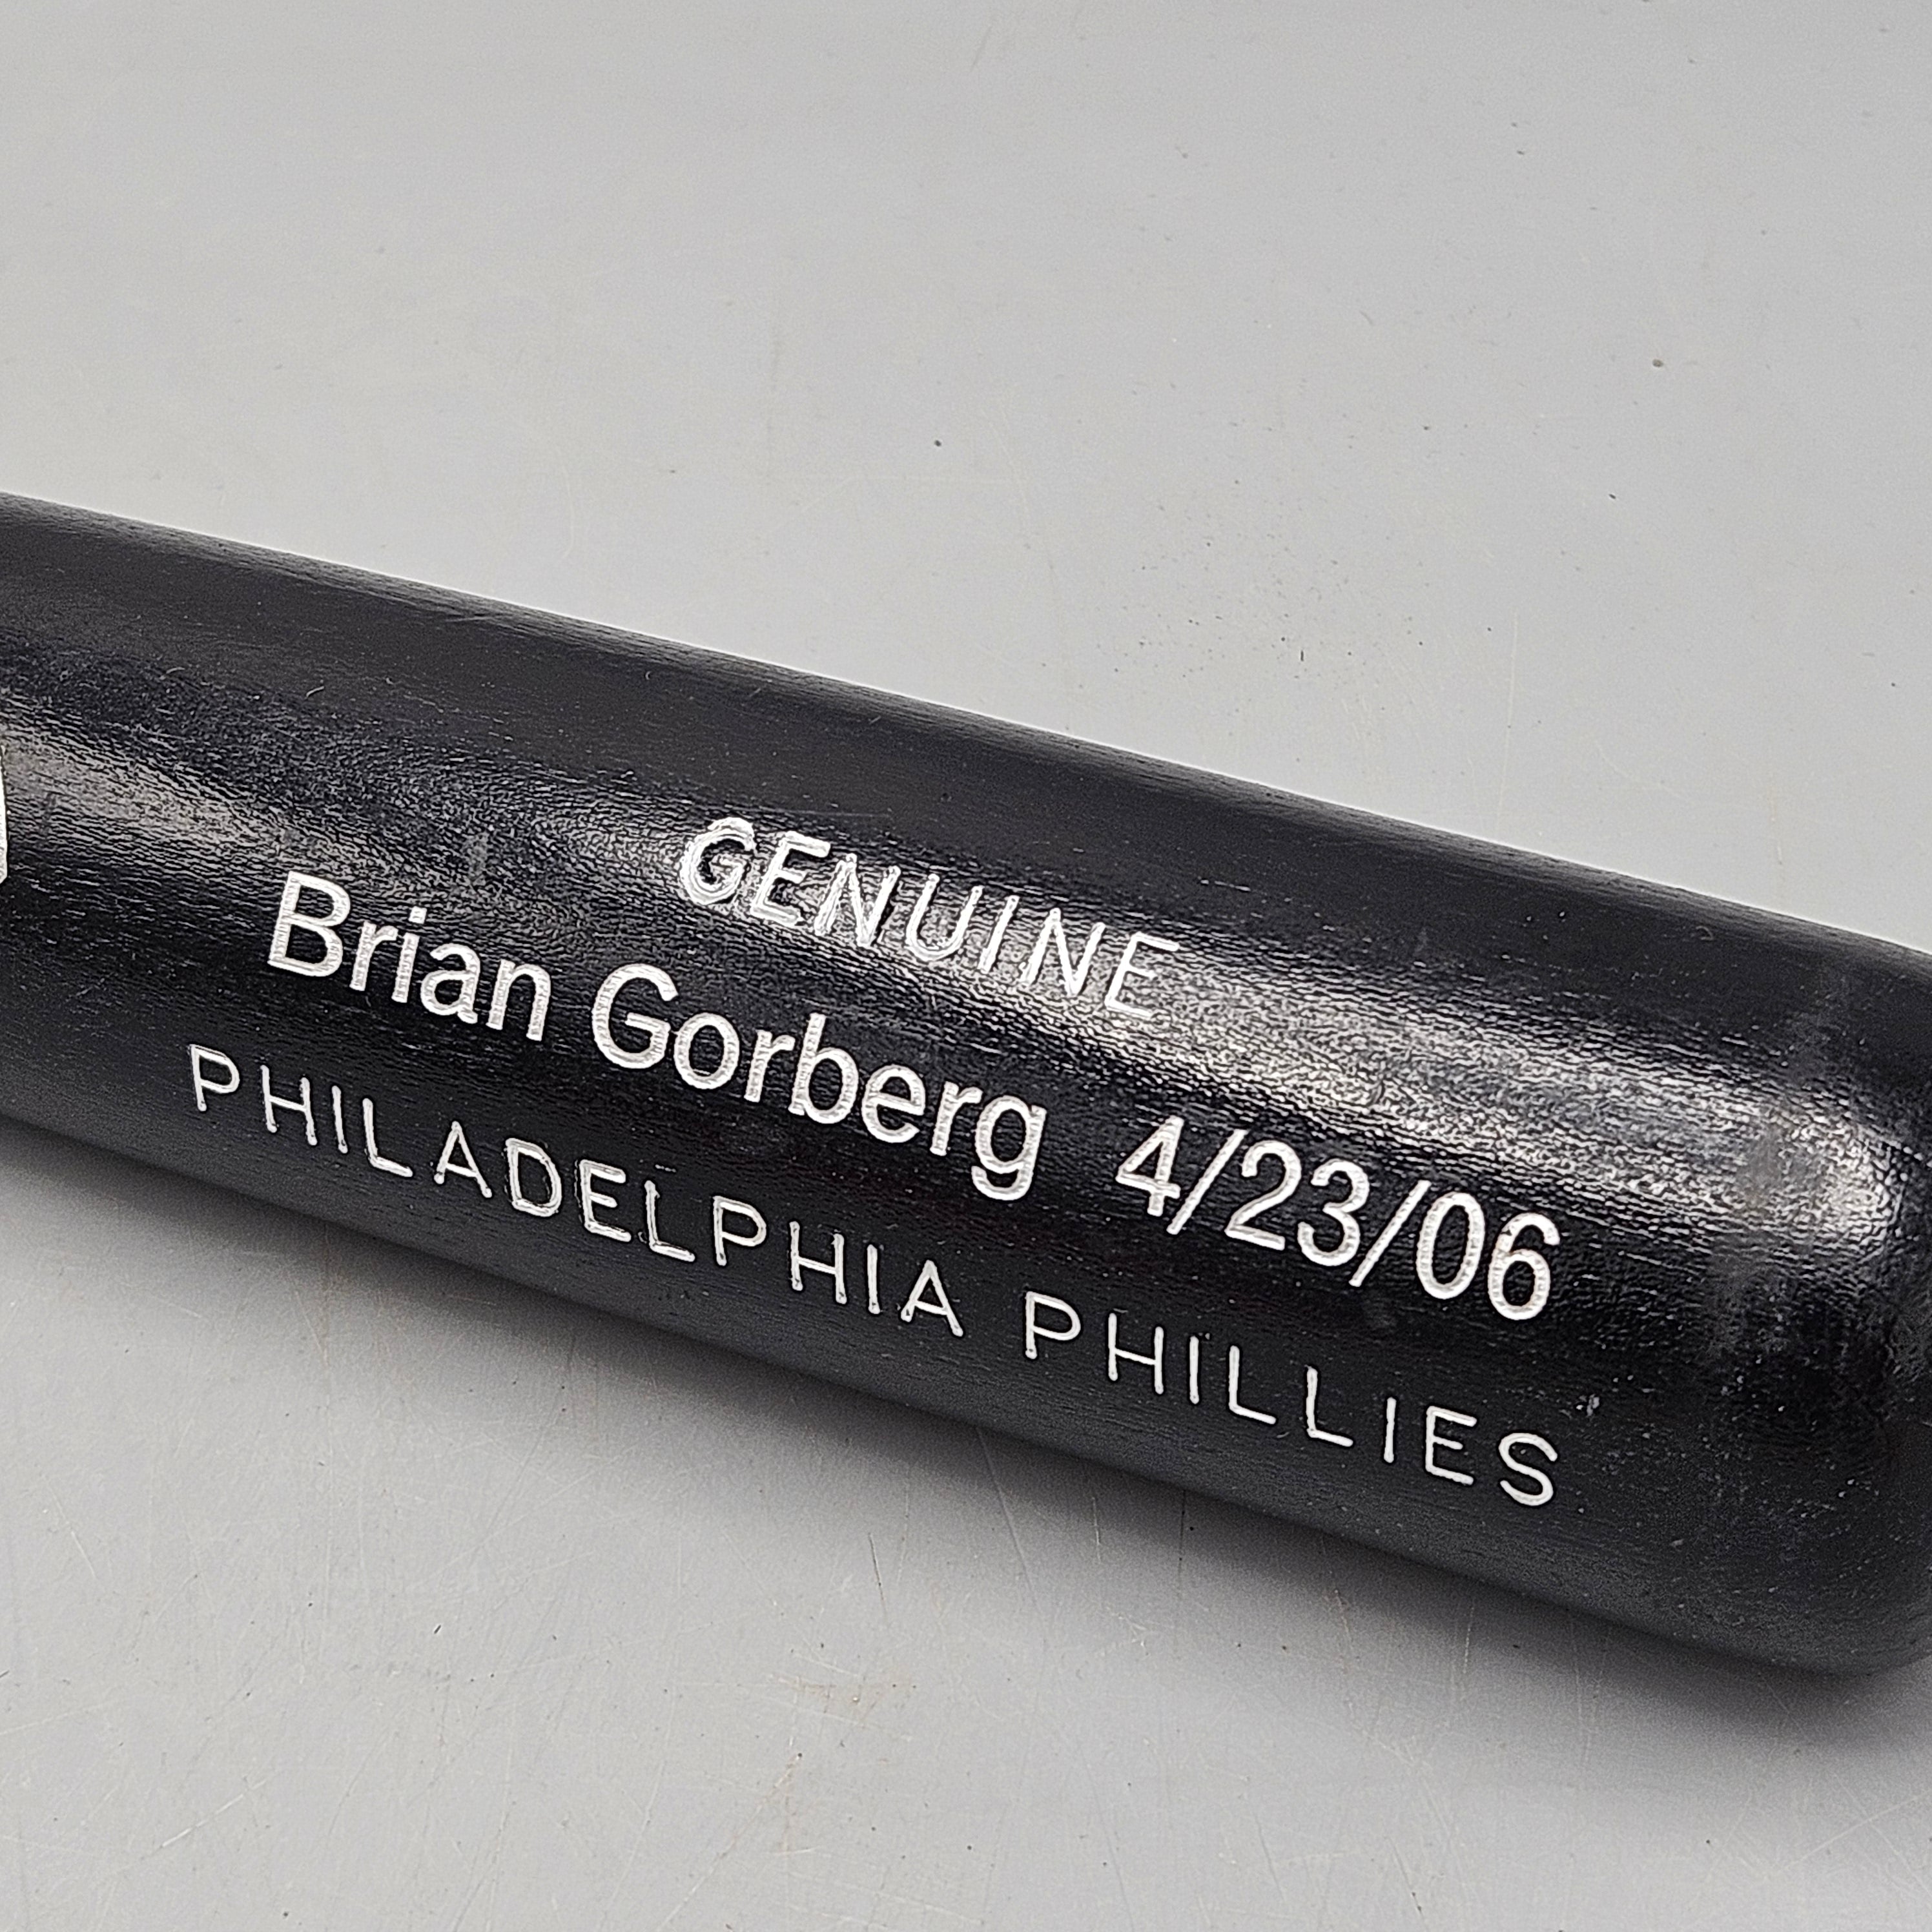 GENUINE
Brian Gorberg 4/23/06
PHILADELPHIA PHILLIES